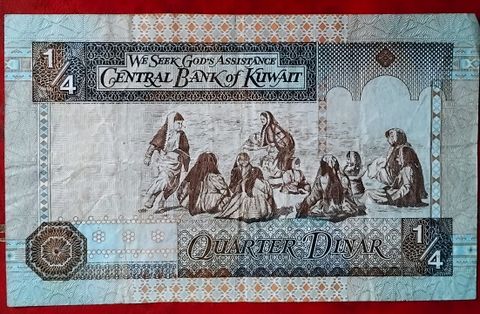 1/4
WE SEEK GOD'S ASSISTANCE
CENTRAL BANK of KUWAIT
QUARTER DINAR
1/4